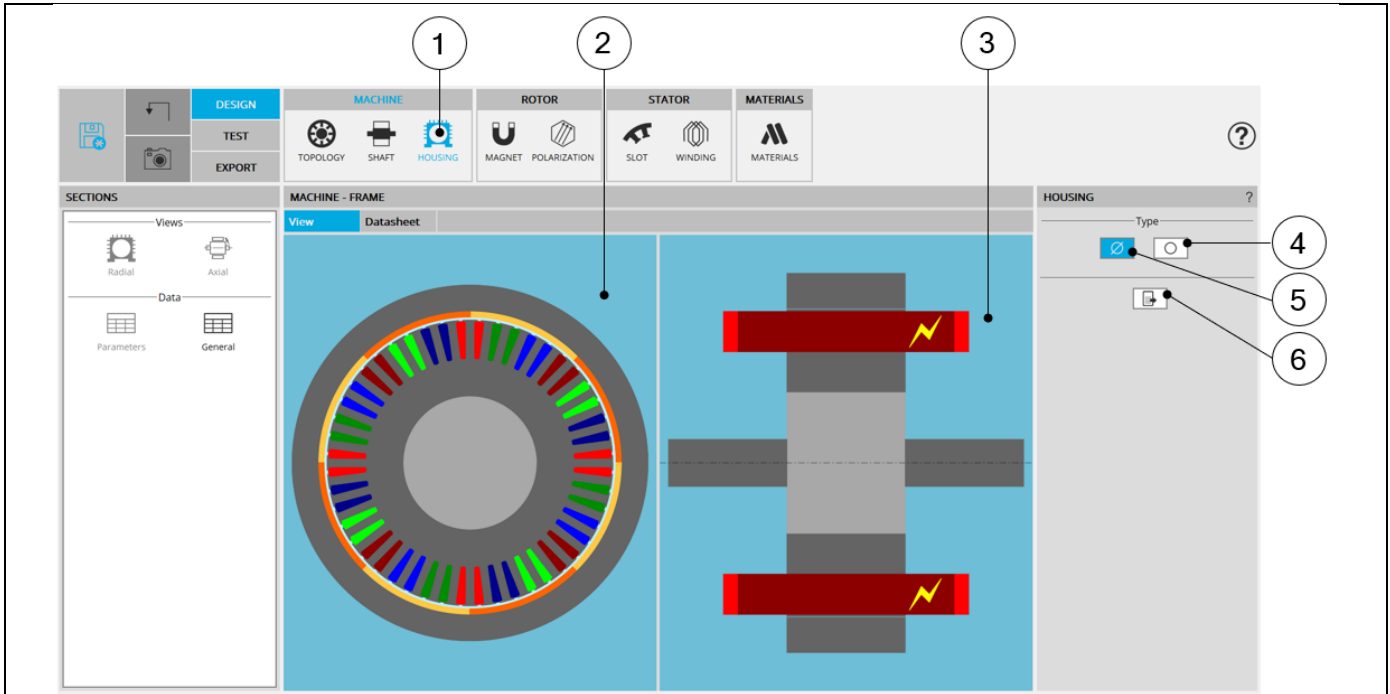 1
2
3
DESIGN
TEST
EXPORT
MACHINE
TOPOLOGY
SHAFT
HOUSING
ROTOR
MAGNET
POLARIZATION
STATOR
SLOT
WINDING
MATERIALS
MATERIALS
?
SECTIONS
Views
Radial
Axial
Data
Parameters
General
MACHINE - FRAME
View
Datasheet
HOUSING
?
Type
4
5
6